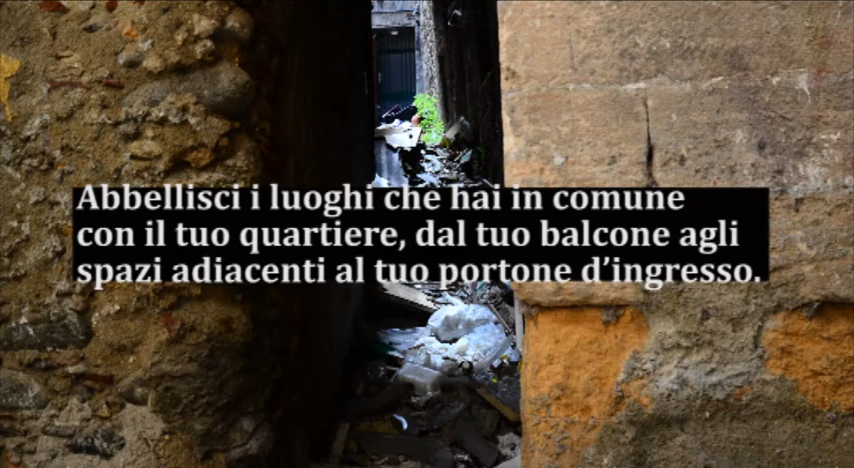 Abbellisci i luoghi che hai in comune
con il tuo quartiere, dal tuo balcone agli
spazi adiacenti al tuo portone d’ingresso.